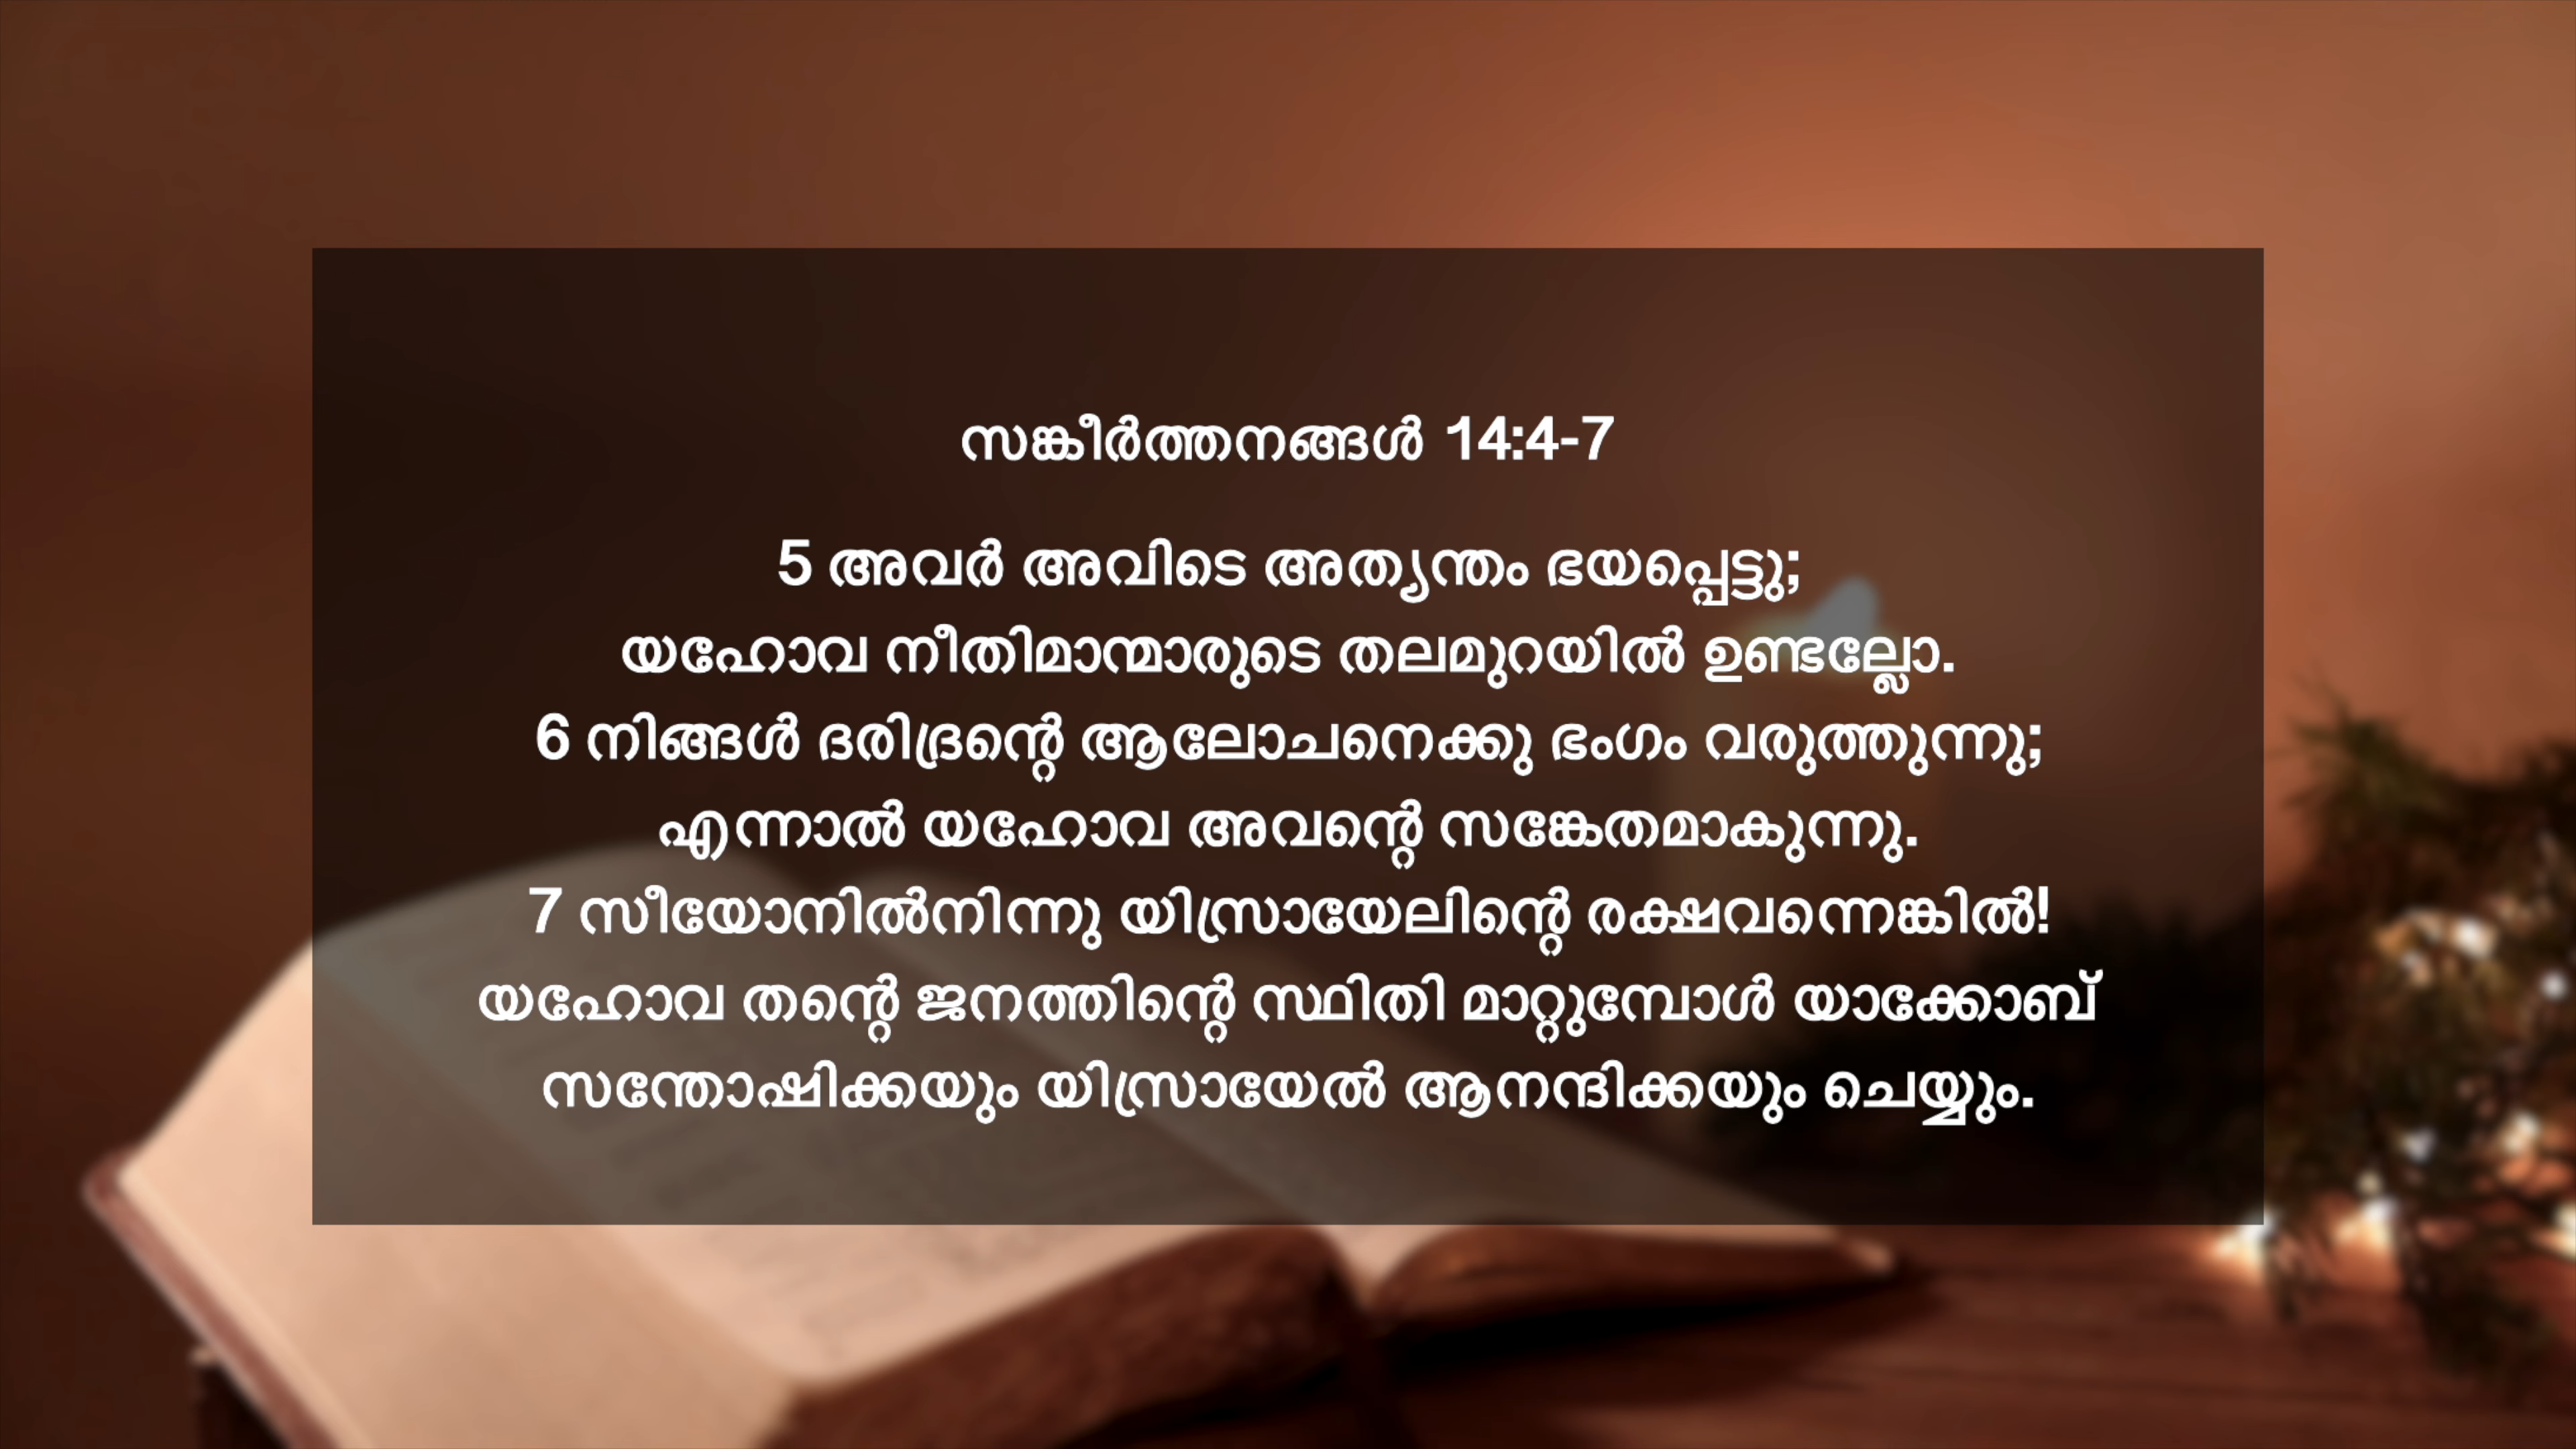 സങ്കീർത്തനങ്ങൾ 14:4-7
5 അവർ അവിടെ അത്യന്തം ഭയപ്പെട്ടു;
യഹോവ നീതിമാന്മാരുടെ തലമുറയിൽ ഉണ്ടല്ലോ.
6 നിങ്ങൾ ദരിദ്രന്റെ ആലോചനെക്കു ഭംഗം വരുത്തുന്നു;
എന്നാൽ യഹോവ അവന്റെ സങ്കേതമാകുന്നു.
7 സീയോനിൽനിന്നു യിസ്രായേലിന്റെ രക്ഷവന്നെങ്കിൽ!
യഹോവ തന്റെ ജനത്തിന്റെ സ്ഥിതി മാറ്റുമ്പോൾ യാക്കോബ്
സന്തോഷിക്കയും യിസ്രായേൽ ആനന്ദിക്കയും ചെയ്യും.